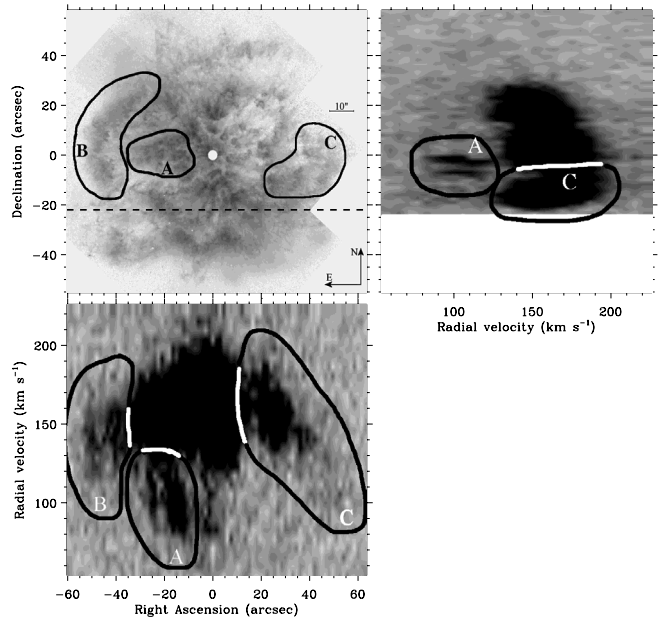 60
40
20
0
−20
−40
Declination (arcsec)
B
A
C
10"
N
E
A
C
100
150
200
Radial velocity (km s⁻¹)
200
150
100
Radial velocity (km s⁻¹)
B
A
C
−60 −40 −20 0 20 40 60
Right Ascension (arcsec)